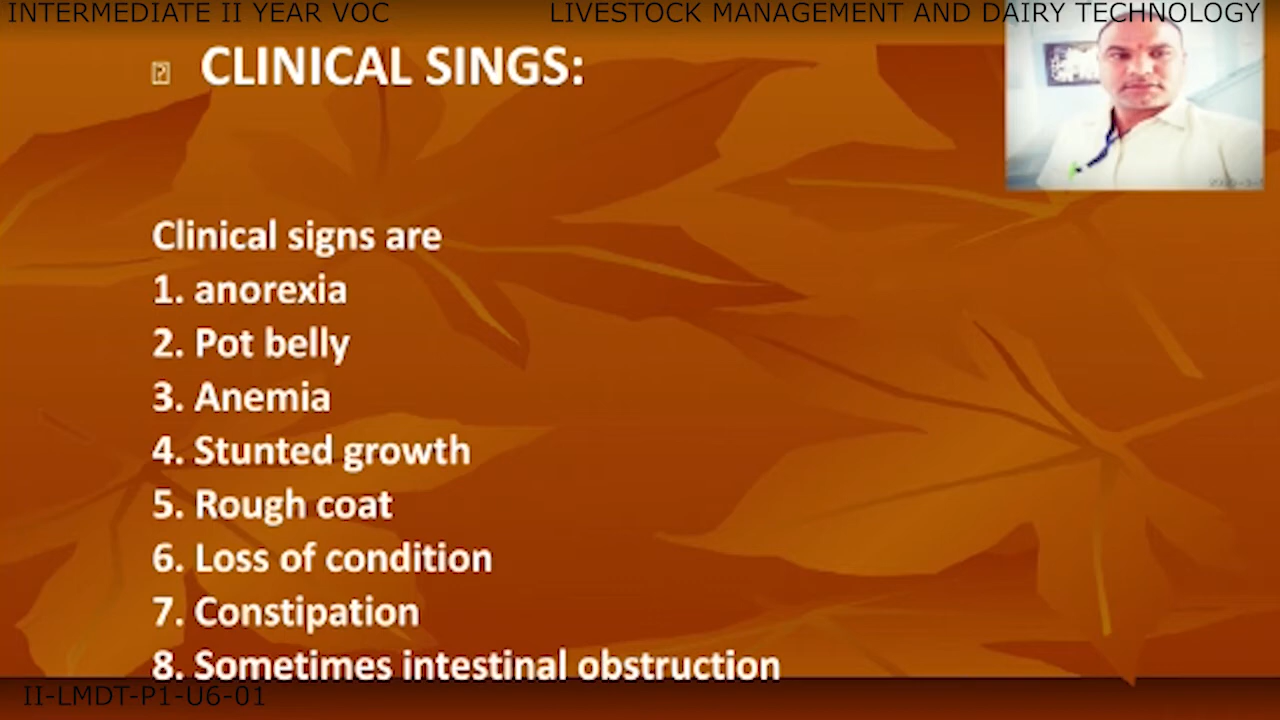 INTERMEDIATE II YEAR VOC
LIVESTOCK MANAGEMENT AND DAIRY TECHNOLOGY
CLINICAL SINGS:
Clinical signs are
1. anorexia
2. Pot belly
3. Anemia
4. Stunted growth
5. Rough coat
6. Loss of condition
7. Constipation
8. Sometimes intestinal obstruction
II-LMDT-P1-U6-01